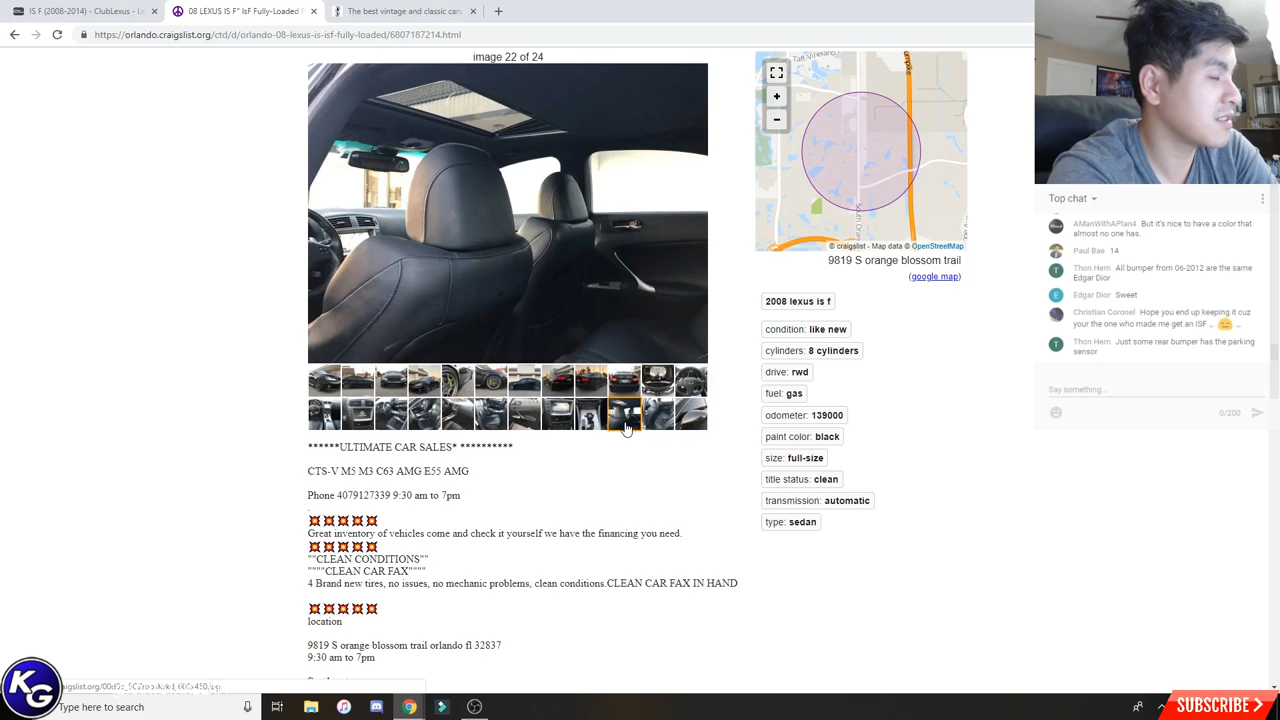 IS F (2008-2014) - ClubLexus - Le
08 LEXUS IS F" IsF Fully-Loaded F
The best vintage and classic cars
https://orlando.craigslist.org/ctd/d/orlando-08-lexus-is-isf-fully-loaded/6807187214.html
image 22 of 24
Taft-Vineland
© craigslist - Map data © OpenStreetMap
9819 S orange blossom trail
(google map)
2008 lexus is f
condition: like new
cylinders: 8 cylinders
drive: rwd
fuel: gas
odometer: 139000
paint color: black
size: full-size
title status: clean
transmission: automatic
type: sedan
******ULTIMATE CAR SALES* **********
CTS-V M5 M3 C63 AMG E55 AMG
Phone 4079127339 9:30 am to 7pm
.
Great inventory of vehicles come and check it yourself we have the financing you need.
""CLEAN CONDITIONS""
""""CLEAN CAR FAX""""
4 Brand new tires, no issues, no mechanic problems, clean conditions.CLEAN CAR FAX IN HAND
location
9819 S orange blossom trail orlando fl 32837
9:30 am to 7pm
Top chat
AManWithAPlan4 But it's nice to have a color that
almost no one has.
Paul Bae 14
Thon Hem All bumper from 06-2012 are the same
Edgar Dior
Edgar Dior Sweet
Christian Coronel Hope you end up keeping it cuz
your the one who made me get an ISF ..
Thon Hem Just some rear bumper has the parking
sensor
Say something...
0/200
KG
Type here to search
SUBSCRIBE